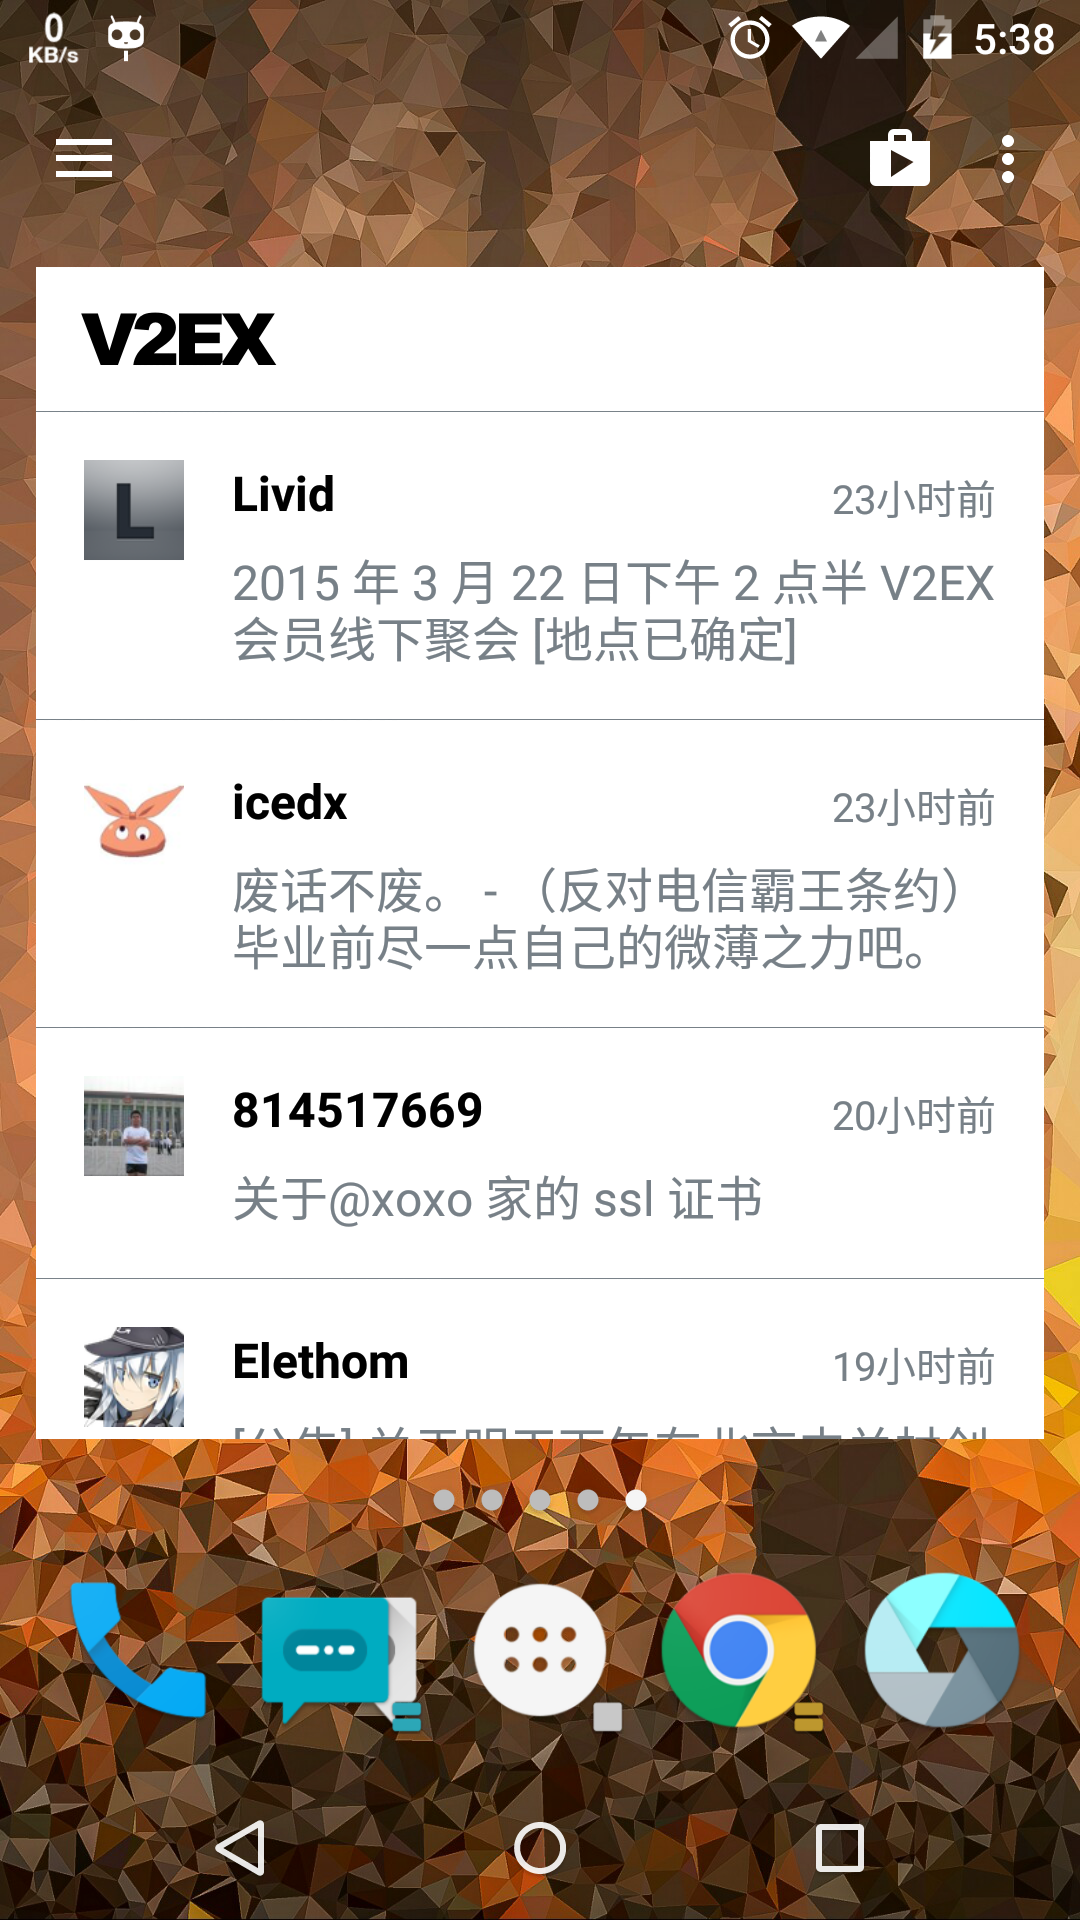 0
KB/s
5:38
V2EX
L
Livid
23小时前
2015 年 3 月 22 日下午 2 点半 V2EX
会员线下聚会 [地点已确定]
icedx
23小时前
废话不废。 - （反对电信霸王条约）
毕业前尽一点自己的微薄之力吧。
814517669
20小时前
关于@xoxo 家的 ssl 证书
Elethom
19小时前